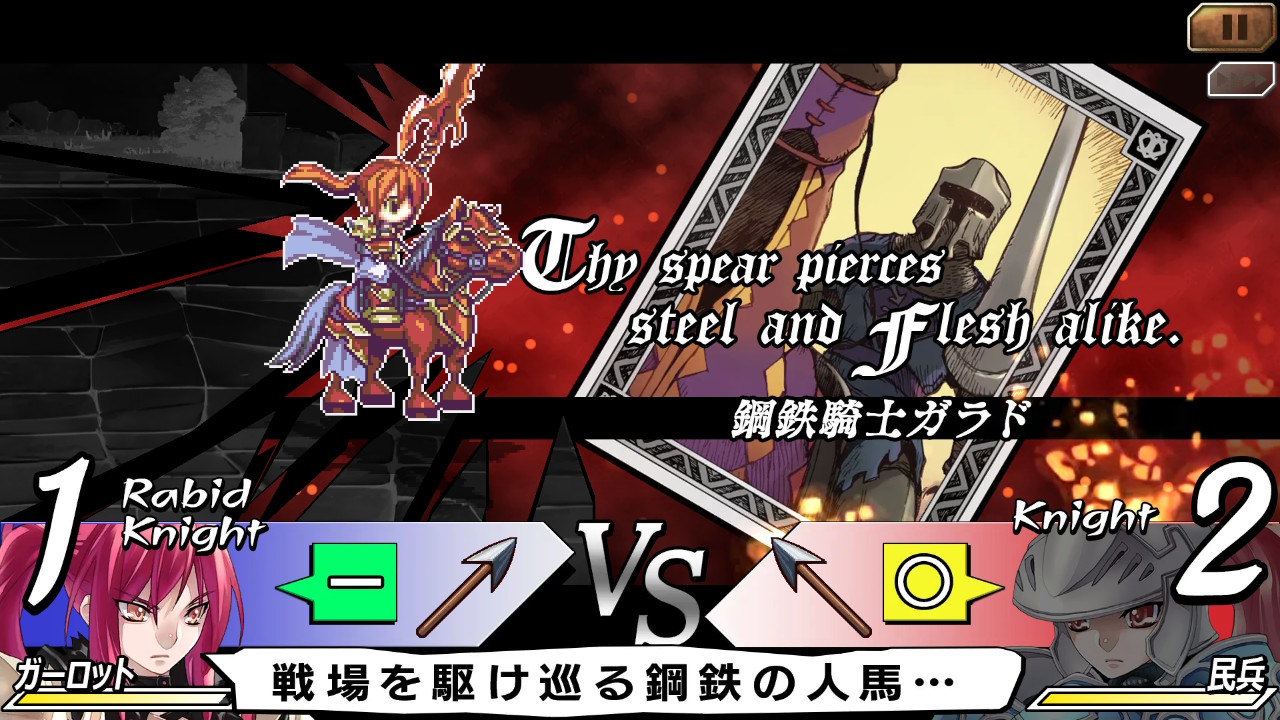 Thy spear pierces
steel and Flesh alike.
鋼鉄騎士ガラド
1
Rabid
Knight
VS
Knight
2
ガーロット
民兵
戦場を駆け巡る鋼鉄の人馬…